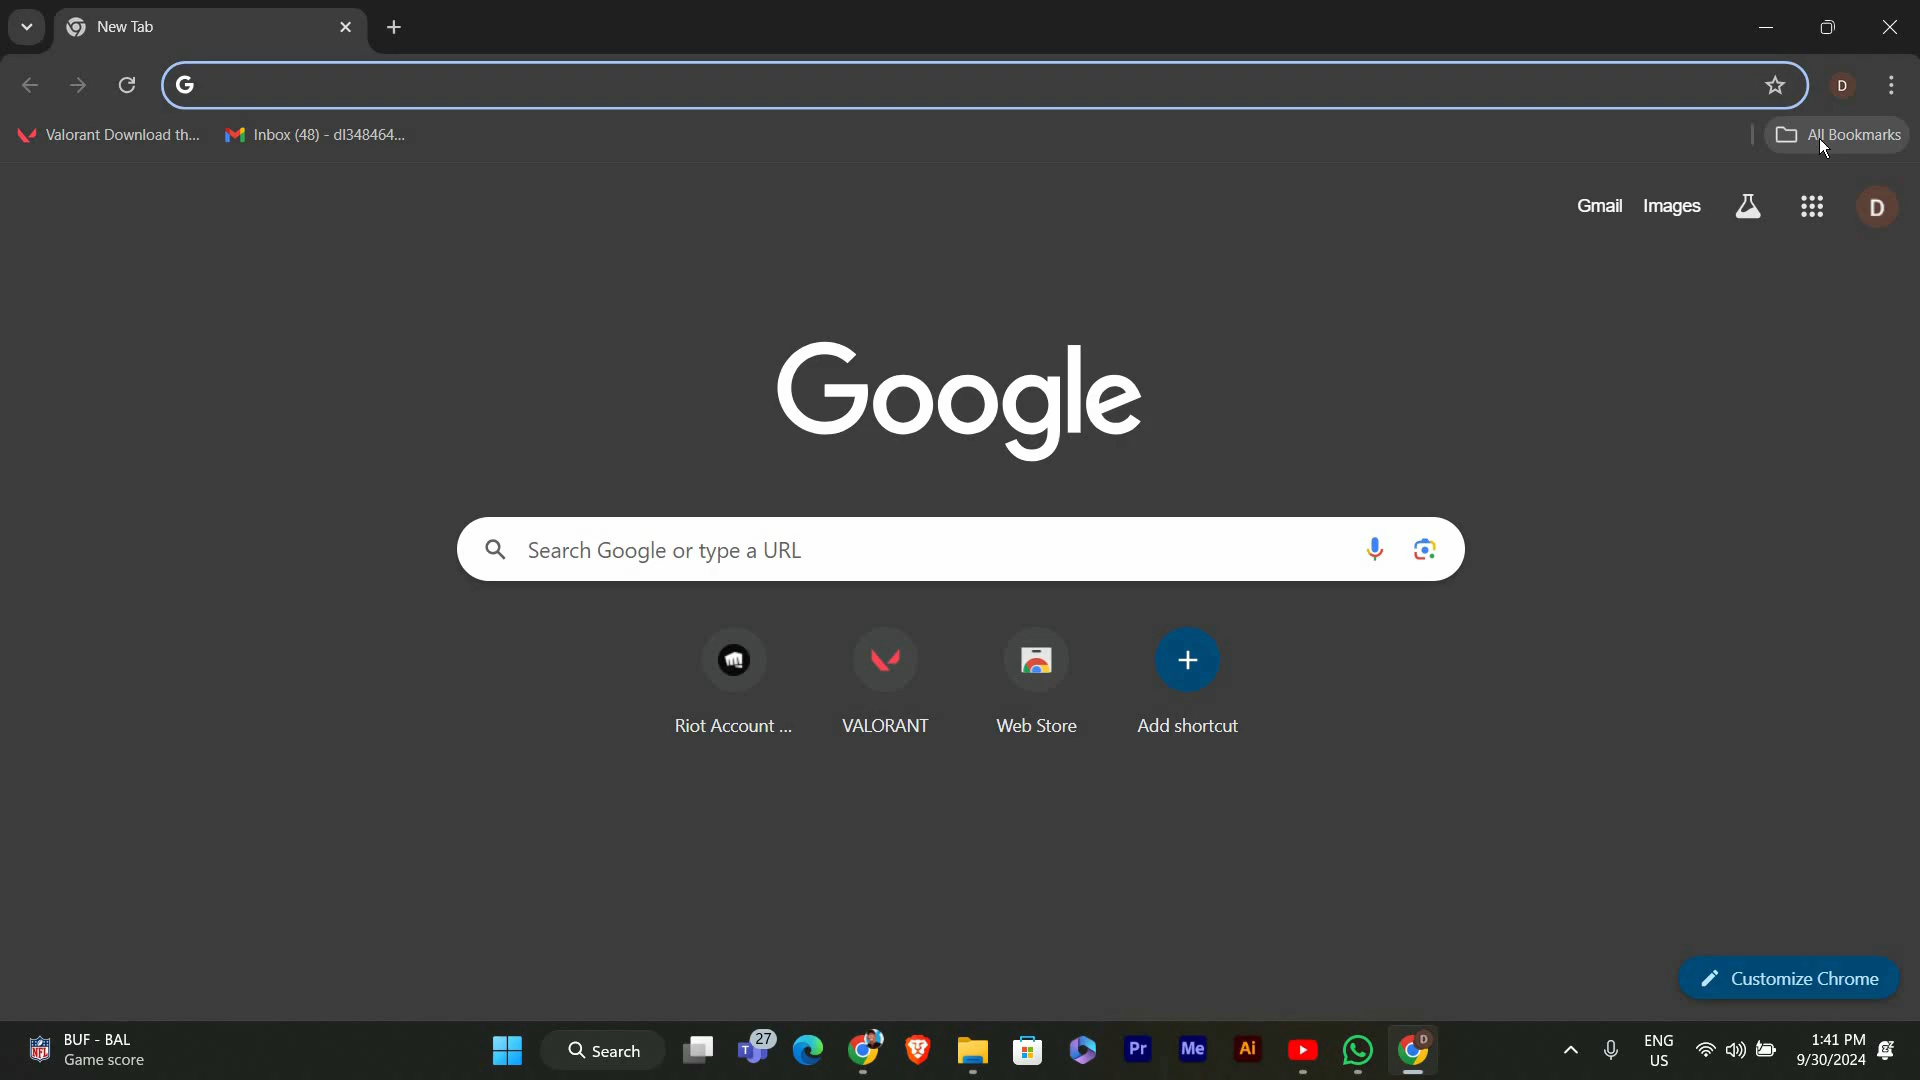 New Tab
Valorant Download th...
Inbox (48) - dl348464...
All Bookmarks
Gmail
Images
D
D
Google
Search Google or type a URL
Riot Account ...
VALORANT
Web Store
Add shortcut
Customize Chrome
BUF - BAL
Game score
Search
27
Pr
Me
Ai
D
ENG
US
1:41 PM
9/30/2024